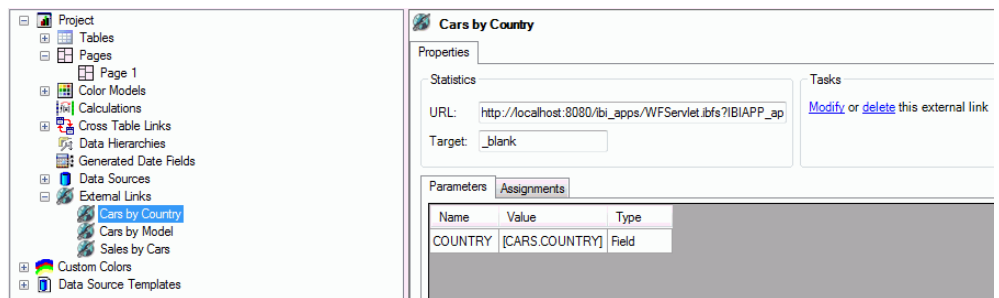 Project
Tables
Pages
Page 1
Color Models
Calculations
Cross Table Links
Data Hierarchies
Generated Date Fields
Data Sources
External Links
Cars by Country
Cars by Model
Sales by Cars
Custom Colors
Data Source Templates
Cars by Country
Properties
Statistics
URL: http://localhost:8080/ibi_apps/WFServlet.ibfs?IBIAPP_ap
Target: _blank
Tasks
Modify or delete this external link
Parameters Assignments
Name Value Type
COUNTRY [CARS.COUNTRY] Field